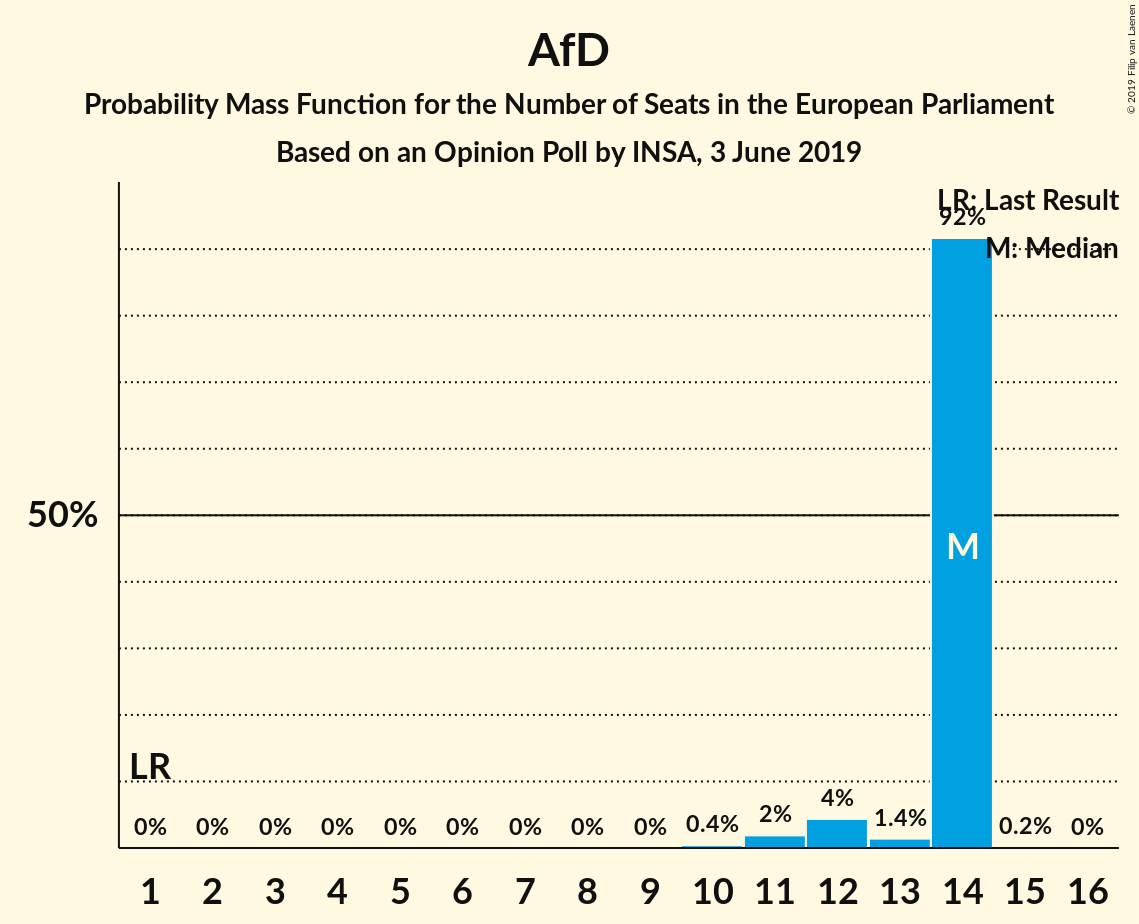 AfD
Probability Mass Function for the Number of Seats in the European Parliament
Based on an Opinion Poll by INSA, 3 June 2019
© 2019 Filip van Laenen
LR: Last Result
92%
M: Median
50%
M
LR
0% 0% 0% 0% 0% 0% 0% 0% 0% 0.4% 2% 4% 1.4% 0.2% 0%
1 2 3 4 5 6 7 8 9 10 11 12 13 14 15 16